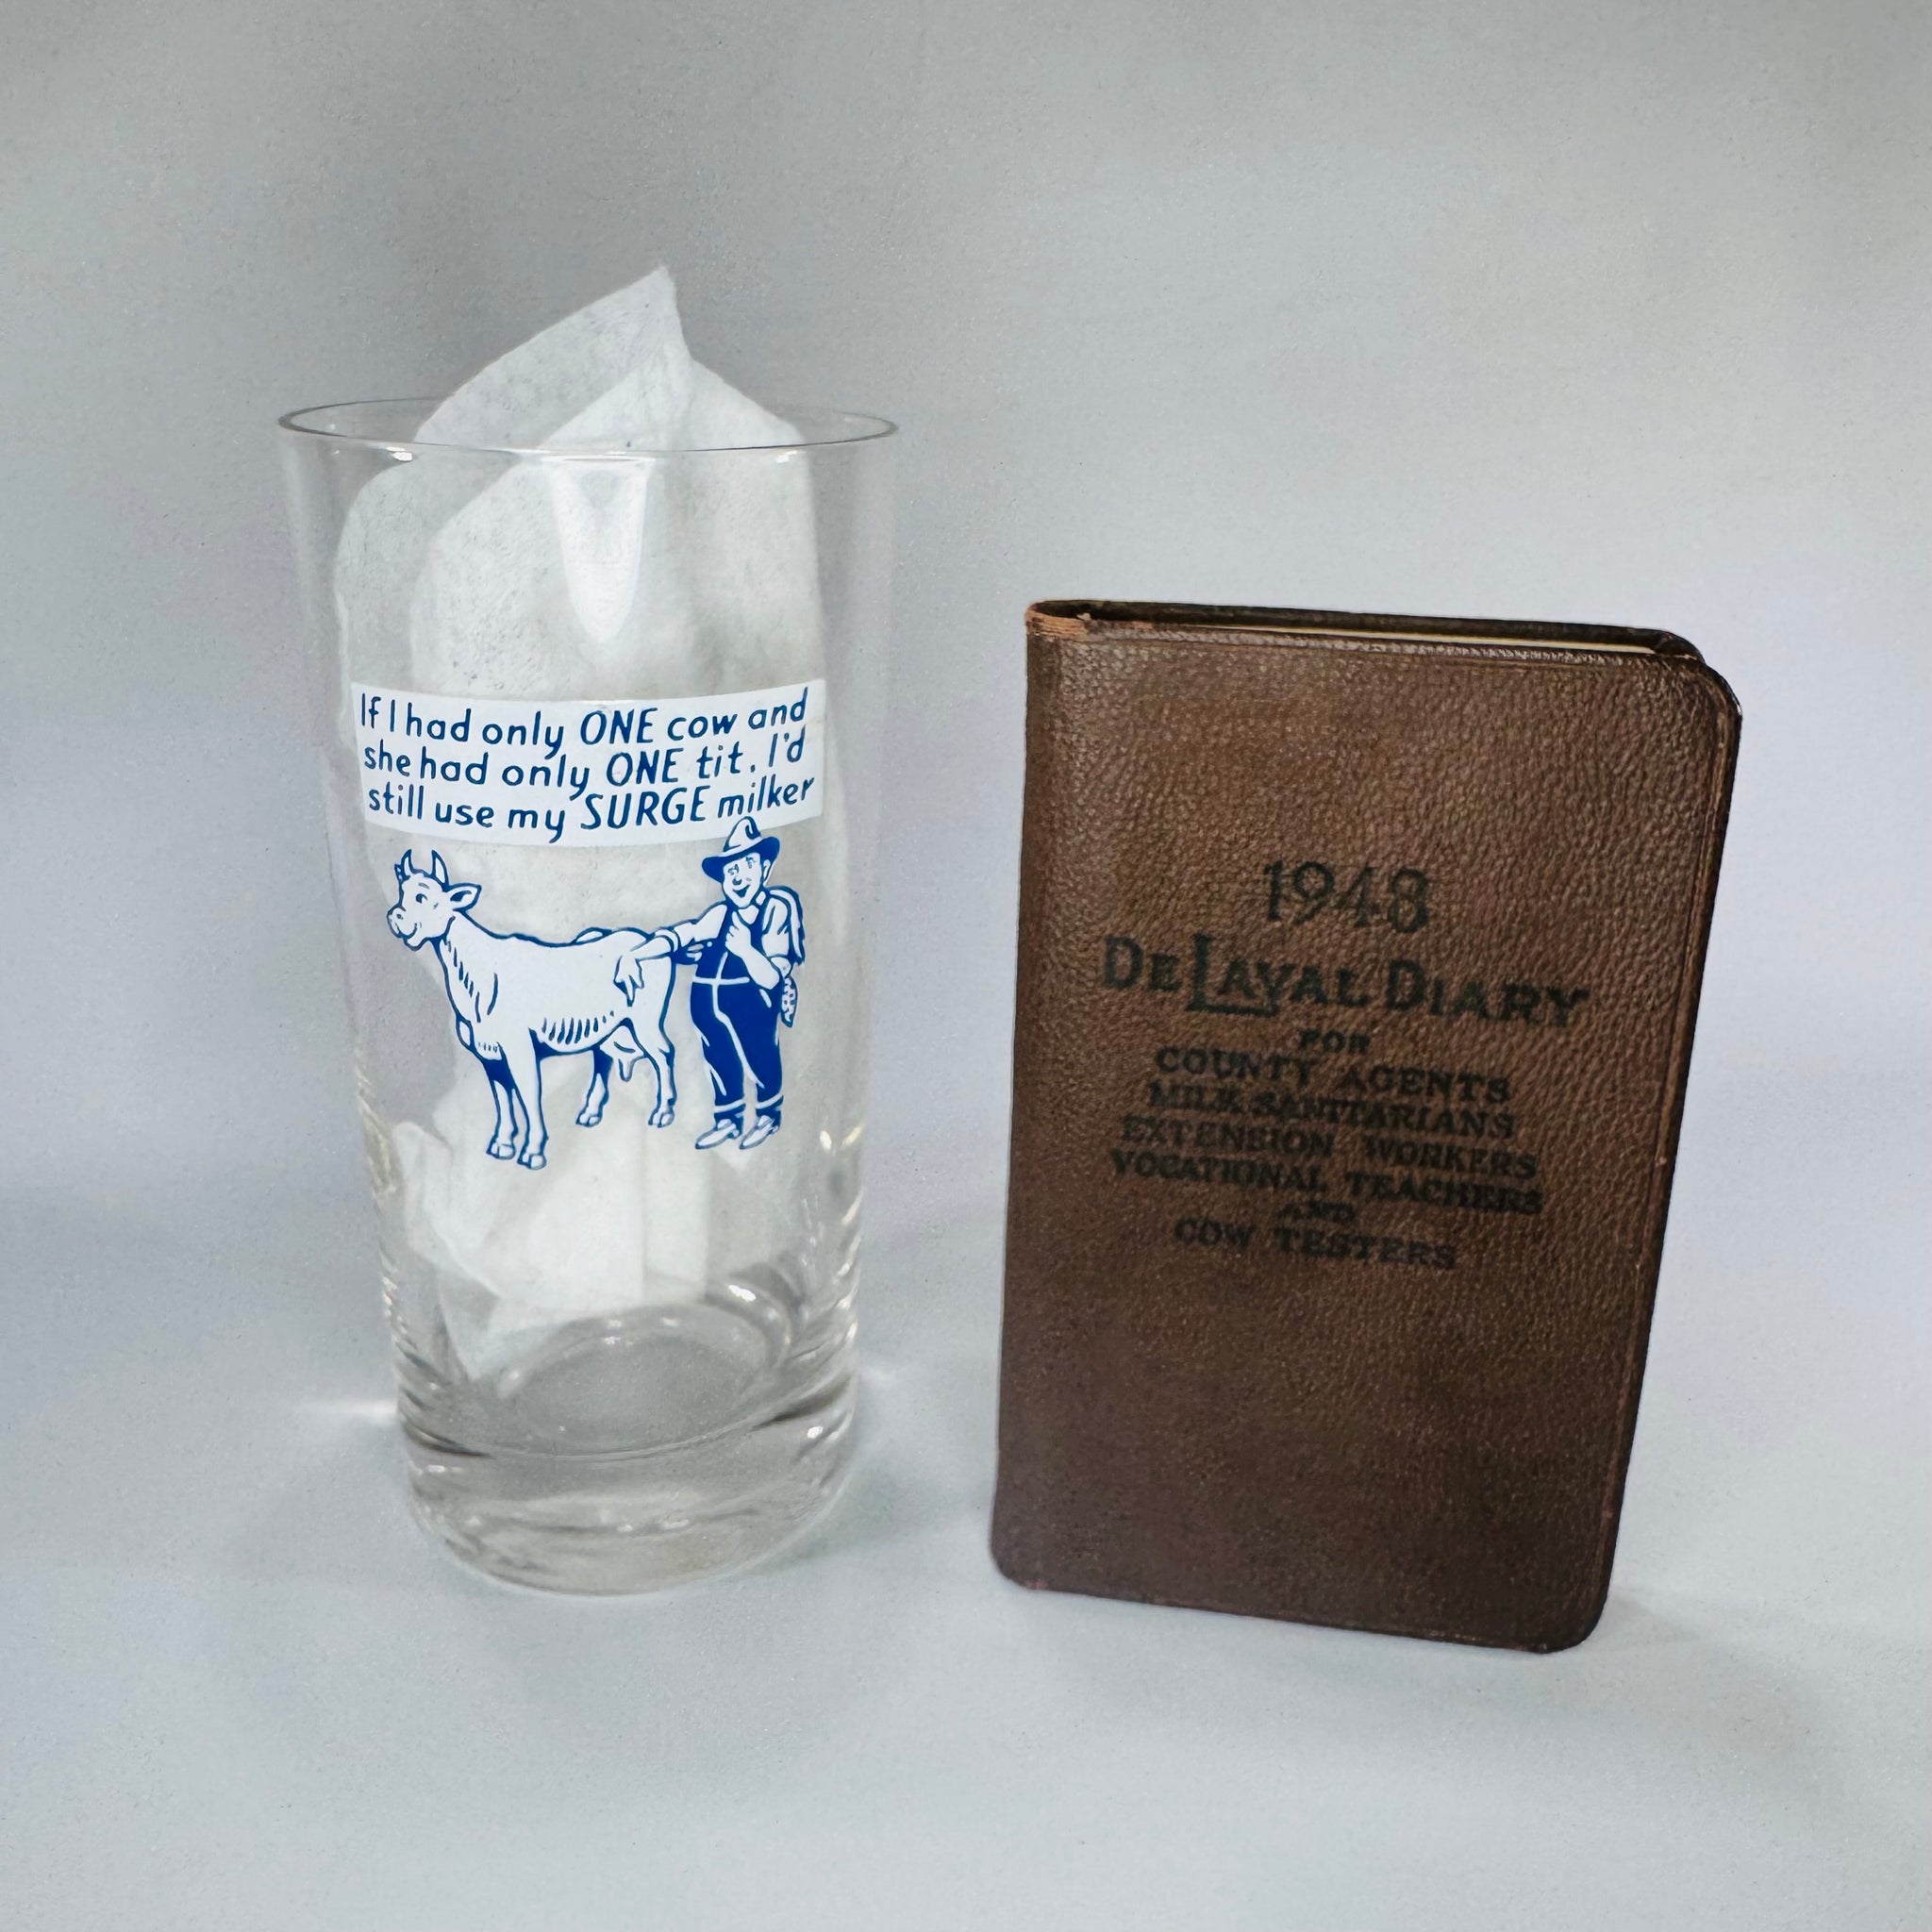 If I had only ONE cow and
she had only ONE tit. I'd
still use my SURGE milker
1948
DE LAVAL DIARY
FOR
COUNTY AGENTS
MILK SANITARIANS
EXTENSION WORKERS
VOCATIONAL TEACHERS
AND
COW TESTERS